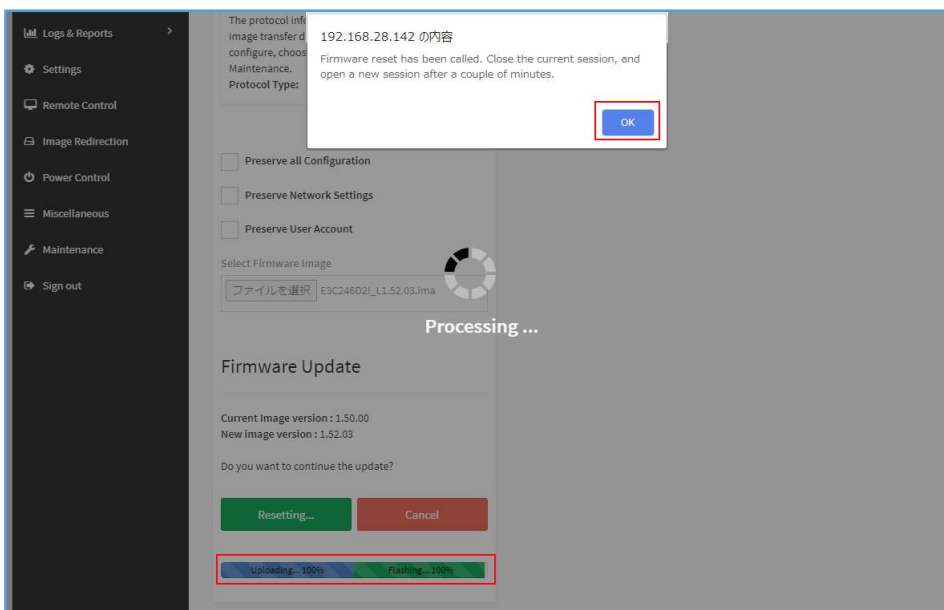 Logs & Reports
Settings
Remote Control
Image Redirection
Power Control
Miscellaneous
Maintenance
Sign out
The protocol info
image transfer d
configure, choos
Maintenance.
Protocol Type:
192.168.28.142 の内容
Firmware reset has been called. Close the current session, and
open a new session after a couple of minutes.
OK
Preserve all Configuration
Preserve Network Settings
Preserve User Account
Select Firmware Image
ファイルを選択 E3C246D2I_L1.52.03.ima
Processing ...
Firmware Update
Current Image version : 1.50.00
New image version : 1.52.03
Do you want to continue the update?
Resetting...
Cancel
Uploading... 100%
Flashing... 100%